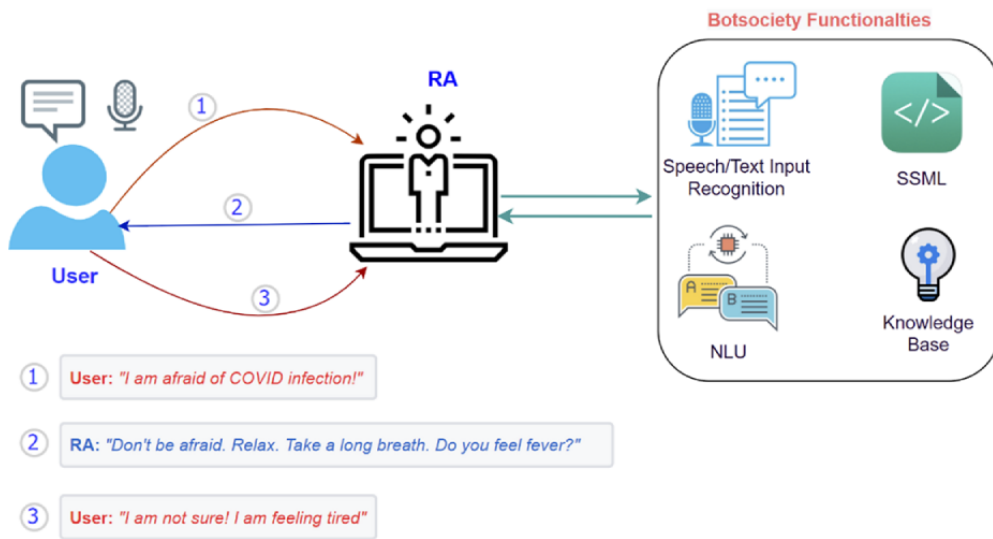 Botsociety Functionalties
RA
1
2
User
3
Speech/Text Input
Recognition
</>
SSML
A
B
NLU
Knowledge
Base
1 User: "I am afraid of COVID infection!"
2 RA: "Don't be afraid. Relax. Take a long breath. Do you feel fever?"
3 User: "I am not sure! I am feeling tired"